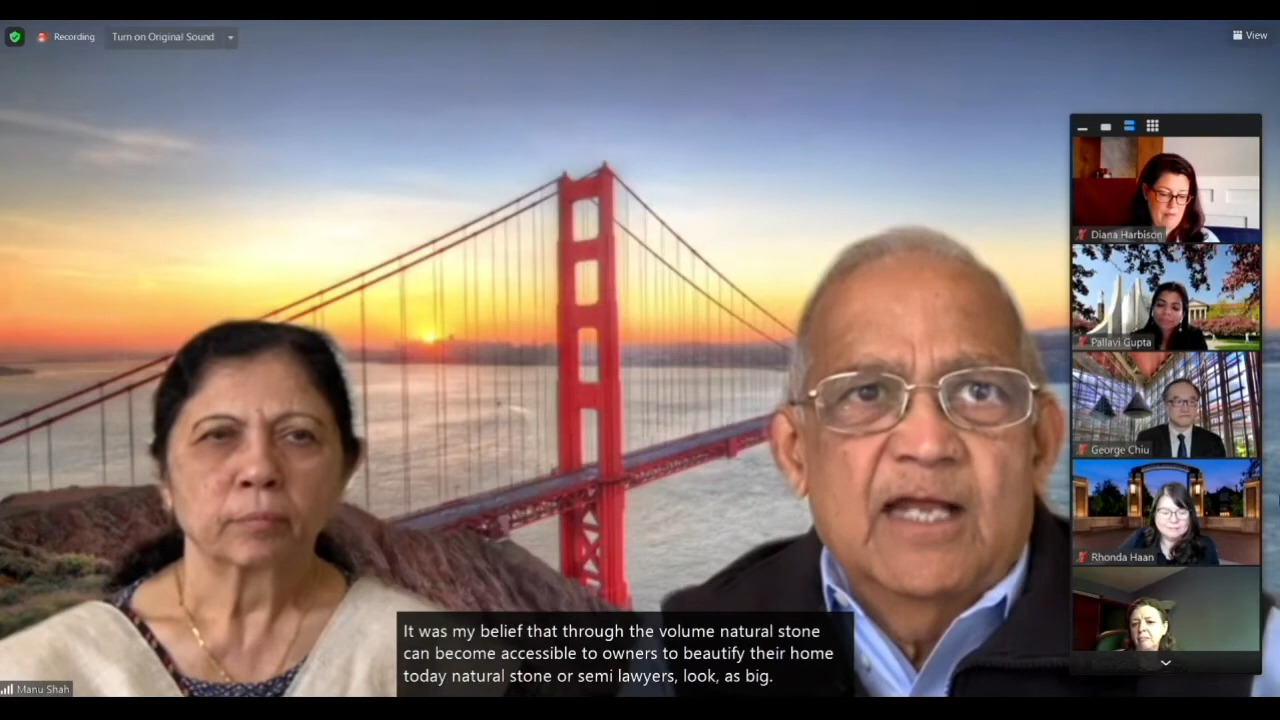 Recording
Turn on Original Sound
View
Diana Harbison
Pallavi Gupta
George Chiu
Rhonda Haan
It was my belief that through the volume natural stone
can become accessible to owners to beautify their home
today natural stone or semi lawyers, look, as big.
Manu Shah